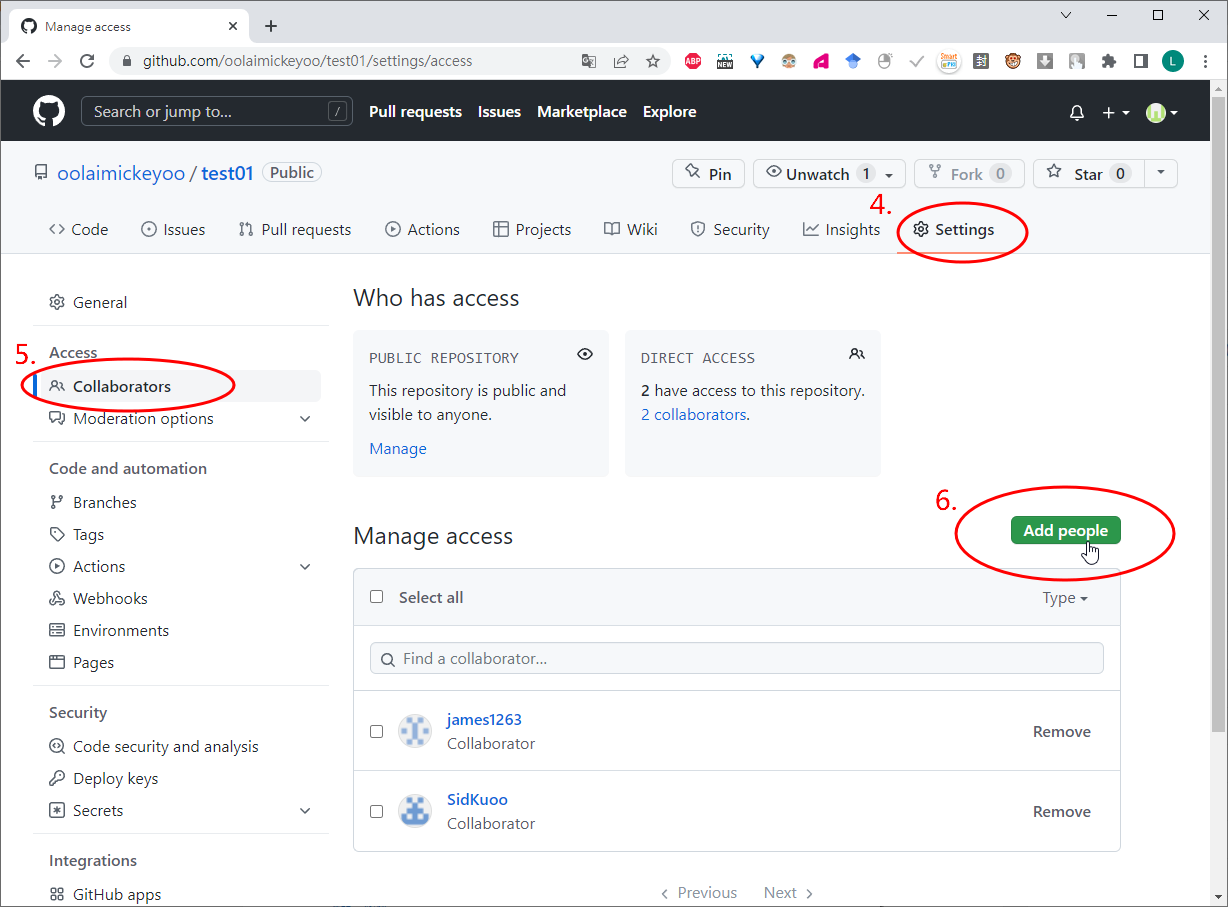 Manage access
github.com/oolaimickeyoo/test01/settings/access
ABP NEW Smart 封 L
Search or jump to... / Pull requests Issues Marketplace Explore
oolaimickeyoo / test01 Public Pin Unwatch 1 Fork 0 Star 0
4.
Code Issues Pull requests Actions Projects Wiki Security Insights Settings
General
Who has access
5.
Access
Collaborators
Moderation options
PUBLIC REPOSITORY
This repository is public and
visible to anyone.
Manage
DIRECT ACCESS
2 have access to this repository.
2 collaborators.
Code and automation
Branches
Tags
Actions
Webhooks
Environments
Pages
6.
Manage access Add people
Select all Type
Find a collaborator...
james1263
Collaborator
Remove
SidKuoo
Collaborator
Remove
Security
Code security and analysis
Deploy keys
Secrets
Integrations
GitHub apps
Previous Next